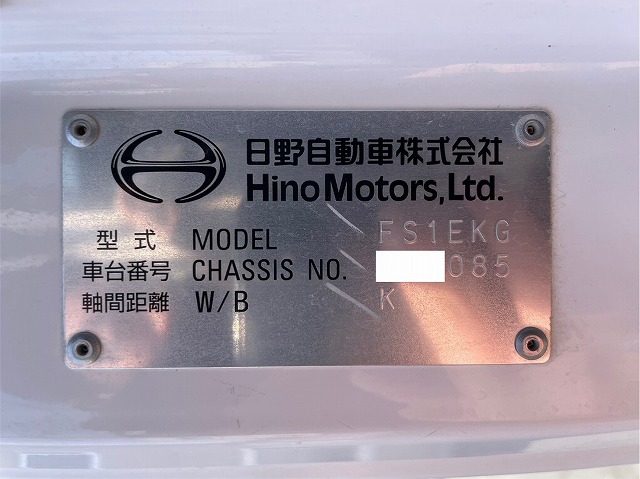 日野自動車株式会社
Hino Motors, Ltd.
型式 MODEL FS1EKG
車台番号 CHASSIS NO. 085
軸間距離 W/B K